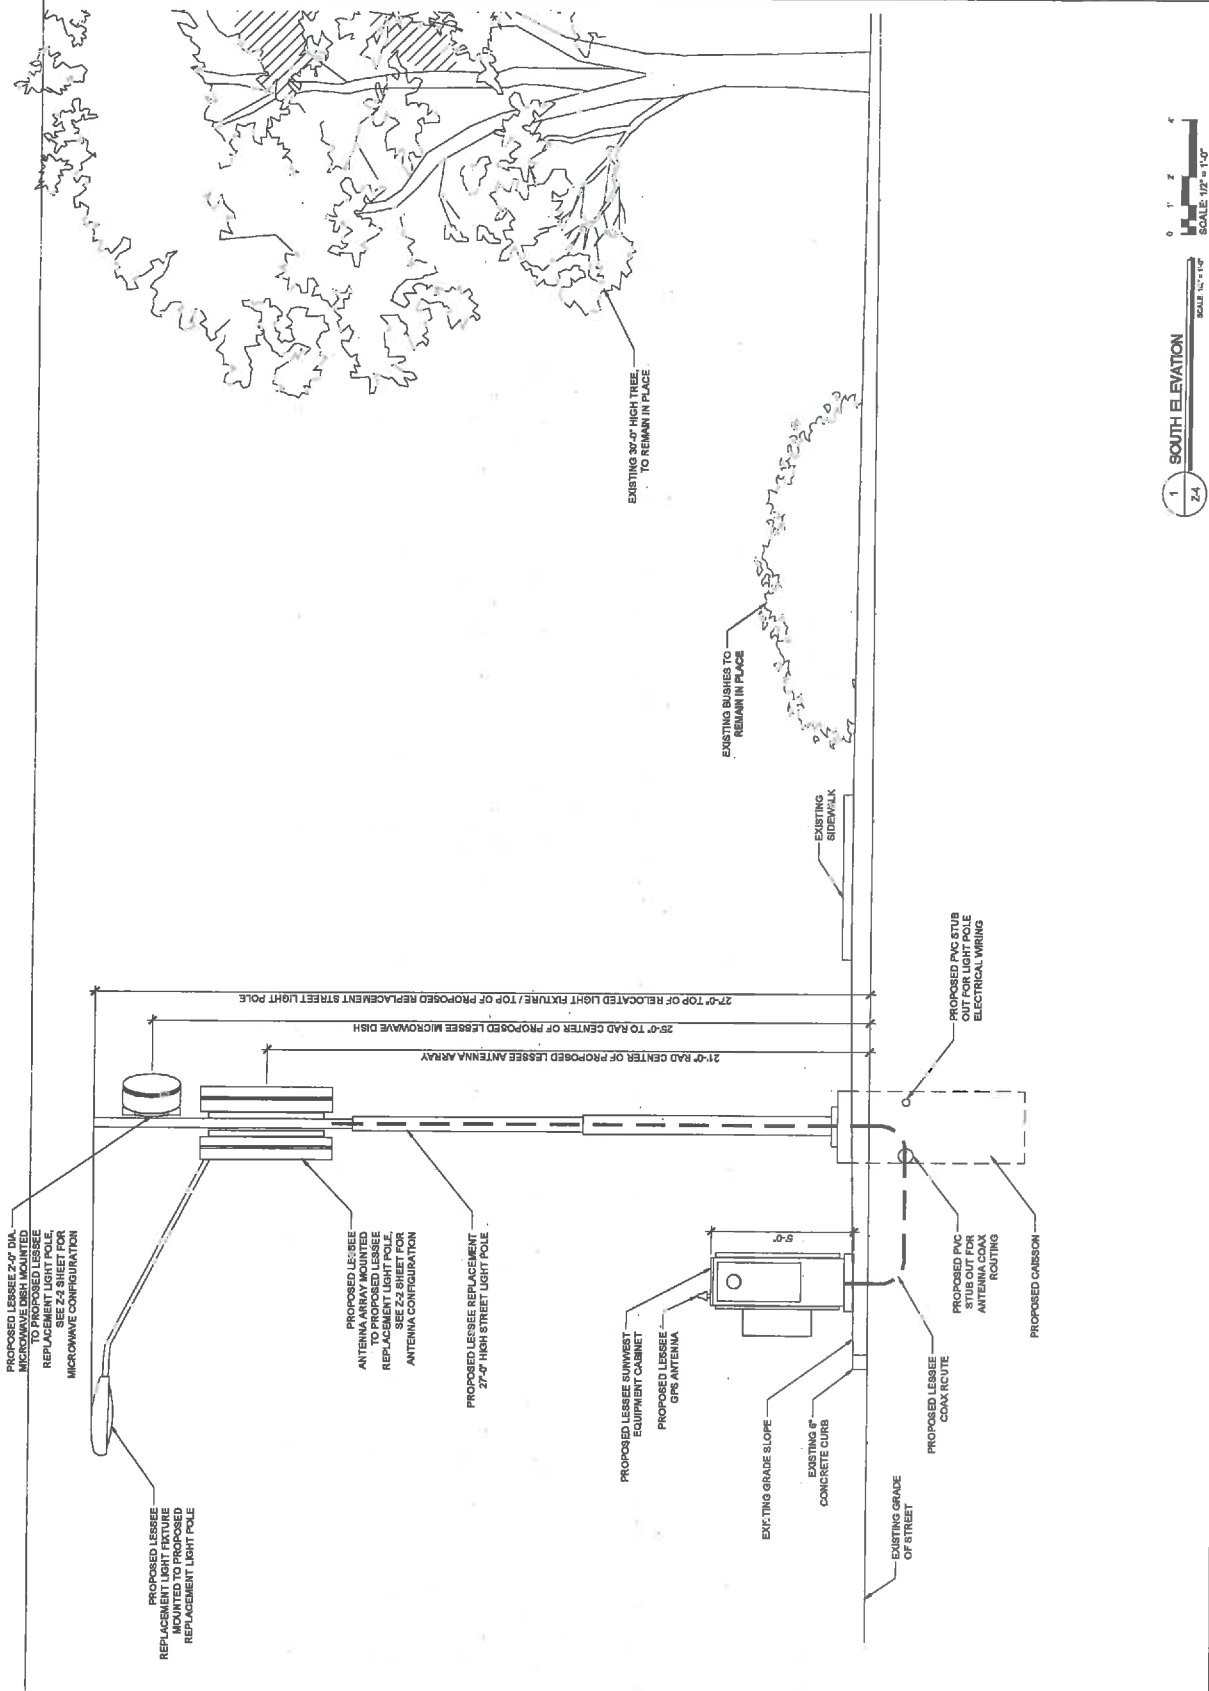 PROPOSED LESSEE 2'-0" DIA.
MICROWAVE DISH MOUNTED
TO PROPOSED LESSEE
REPLACEMENT LIGHT POLE,
SEE Z-2 SHEET FOR
MICROWAVE CONFIGURATION
PROPOSED LESSEE
REPLACEMENT LIGHT FIXTURE
MOUNTED TO PROPOSED
REPLACEMENT LIGHT POLE
PROPOSED LESSEE
ANTENNA ARRAY MOUNTED
TO PROPOSED LESSEE
REPLACEMENT LIGHT POLE,
SEE Z-2 SHEET FOR
ANTENNA CONFIGURATION
PROPOSED LESSEE REPLACEMENT
27'-0" HIGH STREET LIGHT POLE
PROPOSED LESSEE SUNWEST
EQUIPMENT CABINET
PROPOSED LESSEE
GPS ANTENNA
5'-0"
EXISTING GRADE SLOPE
EXISTING 6"
CONCRETE CURB
EXISTING GRADE
OF STREET
PROPOSED LESSEE
COAX ROUTE
PROPOSED PVC
STUB OUT FOR
ANTENNA COAX
ROUTING
PROPOSED CAISSON
PROPOSED PVC STUB
OUT FOR LIGHT POLE
ELECTRICAL WIRING
21'-0" RAD CENTER OF PROPOSED LESSEE ANTENNA ARRAY
25'-0" TO RAD CENTER OF PROPOSED LESSEE MICROWAVE DISH
27'-0" TOP OF RELOCATED LIGHT FIXTURE / TOP OF PROPOSED REPLACEMENT STREET LIGHT POLE
EXISTING
SIDEWALK
EXISTING BUSHES TO
REMAIN IN PLACE
EXISTING 30'-0" HIGH TREE,
TO REMAIN IN PLACE
1
Z-4
SOUTH ELEVATION
SCALE: 1/2" = 1'-0"
0 1' 2' 4'
SCALE: 1/2" = 1'-0"